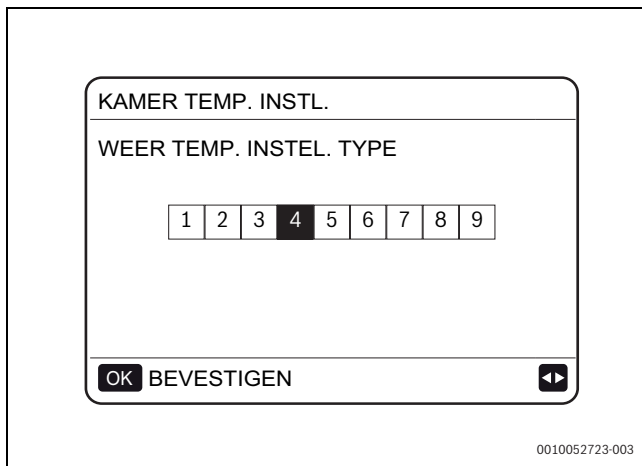 KAMER TEMP. INSTL.
WEER TEMP. INSTEL. TYPE
1 2 3 4 5 6 7 8 9
OK BEVESTIGEN
0010052723-003